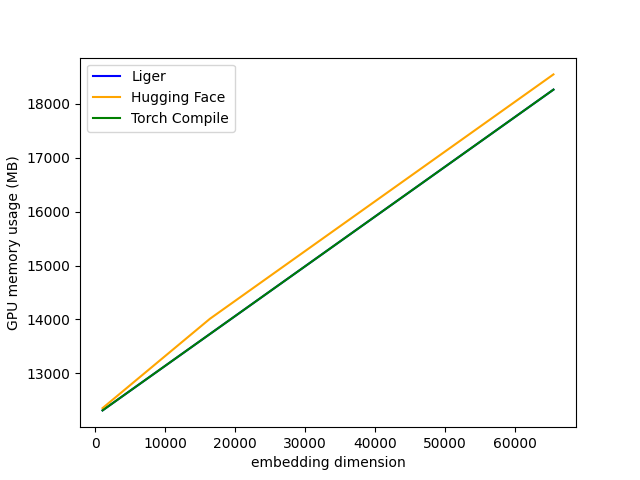 Liger
Hugging Face
Torch Compile
18000
17000
16000
15000
14000
13000
GPU memory usage (MB)
0 10000 20000 30000 40000 50000 60000
embedding dimension